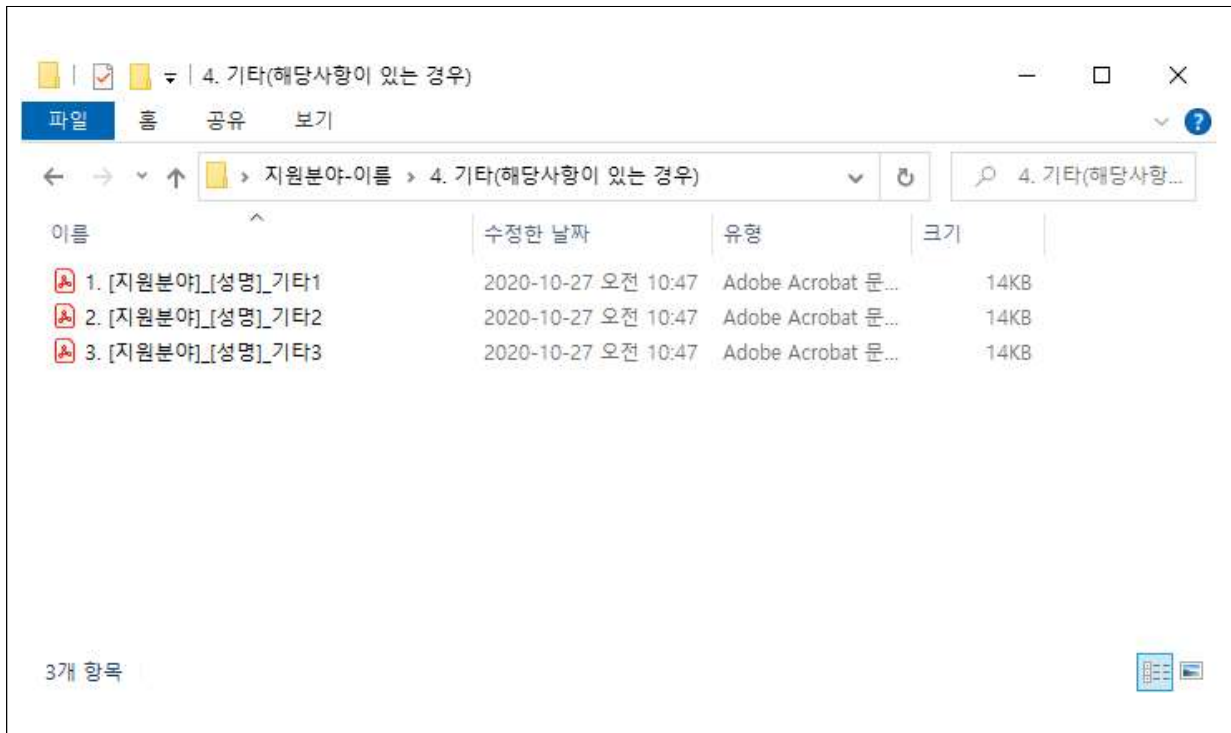 4. 기타(해당사항이 있는 경우)
파일 홈 공유 보기
지원분야-이름 › 4. 기타(해당사항이 있는 경우) 4. 기타(해당사항...
이름 수정한 날짜 유형 크기
1. [지원분야]_[성명]_기타1 2020-10-27 오전 10:47 Adobe Acrobat 문... 14KB
2. [지원분야]_[성명]_기타2 2020-10-27 오전 10:47 Adobe Acrobat 문... 14KB
3. [지원분야]_[성명]_기타3 2020-10-27 오전 10:47 Adobe Acrobat 문... 14KB
3개 항목